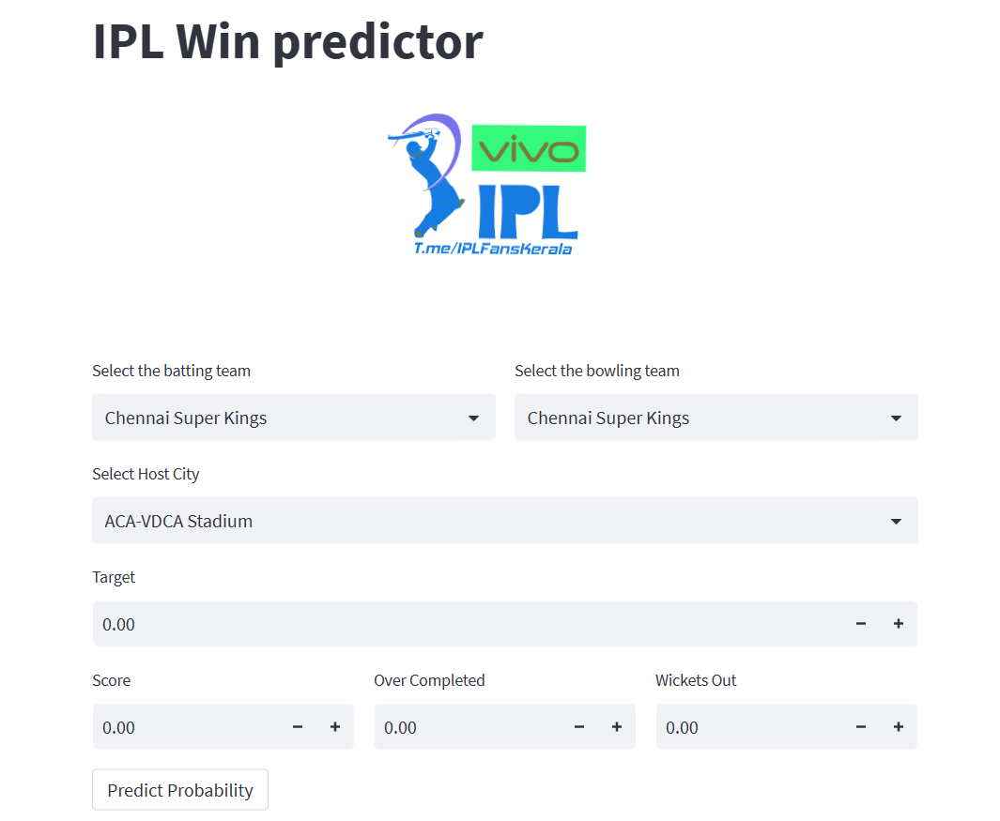 IPL Win predictor
vivo
IPL
T.me/IPLFansKerala
Select the batting team
Select the bowling team
Chennai Super Kings
Chennai Super Kings
Select Host City
ACA-VDCA Stadium
Target
0.00
Score
Over Completed
Wickets Out
0.00
0.00
0.00
Predict Probability